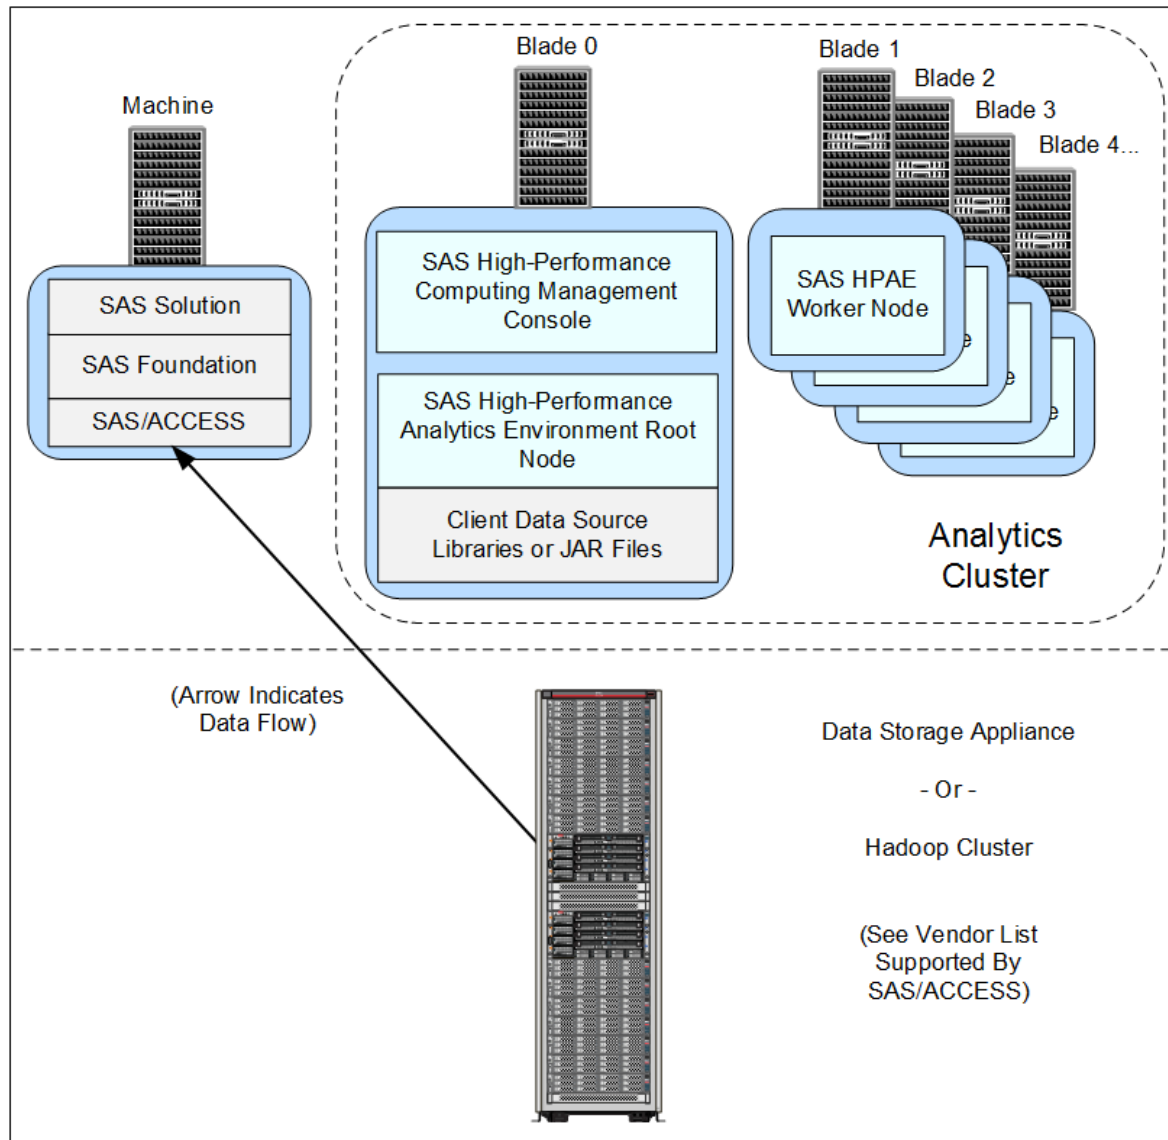 Machine
SAS Solution
SAS Foundation
SAS/ACCESS
Blade 0
SAS High-Performance
Computing Management
Console
SAS High-Performance
Analytics Environment Root
Node
Client Data Source
Libraries or JAR Files
Blade 1
Blade 2
Blade 3
Blade 4...
SAS HPAE
Worker Node
e
e
e
Analytics
Cluster
(Arrow Indicates
Data Flow)
Data Storage Appliance
- Or -
Hadoop Cluster
(See Vendor List
Supported By
SAS/ACCESS)